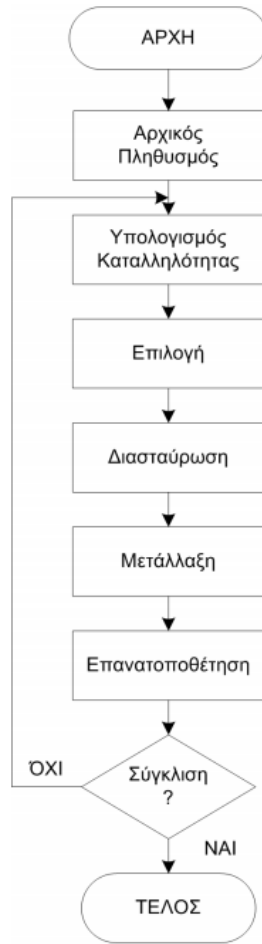 ΑΡΧΗ
Αρχικός
Πληθυσμός
Υπολογισμός
Καταλληλότητας
Επιλογή
Διασταύρωση
Μετάλλαξη
Επανατοποθέτηση
Σύγκλιση
?
ΌΧΙ
ΝΑΙ
ΤΕΛΟΣ